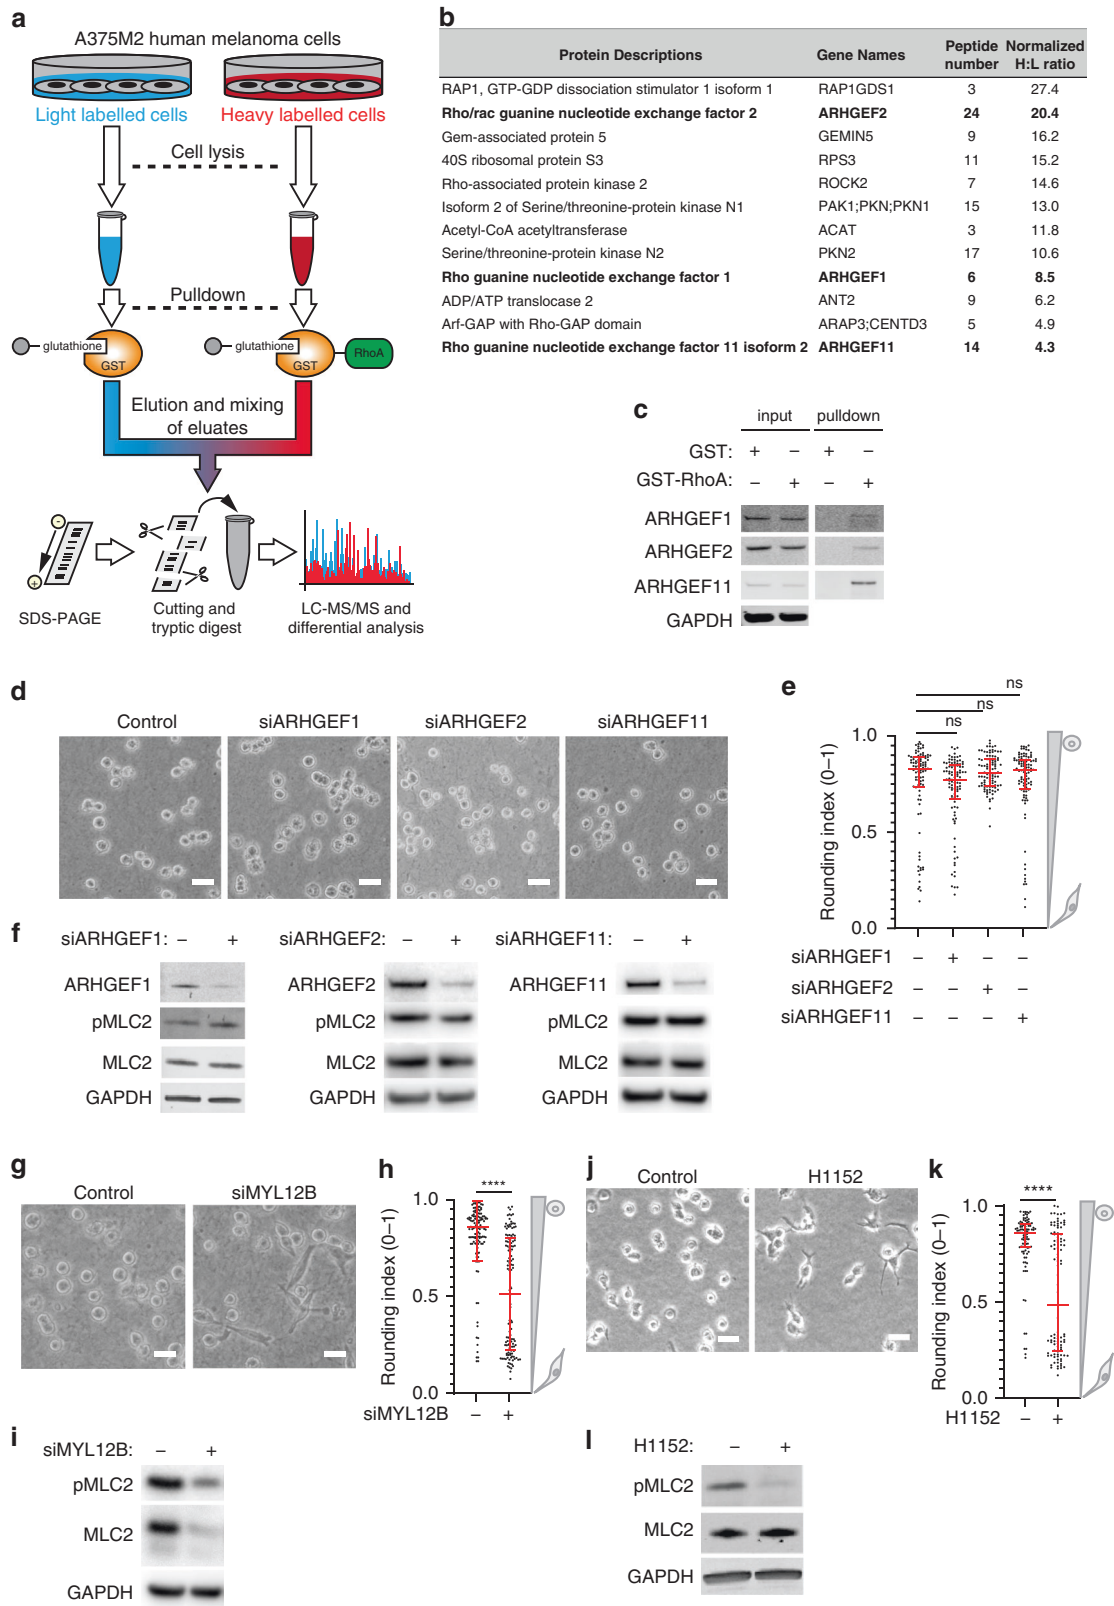 a
A375M2 human melanoma cells
Light labelled cells
Heavy labelled cells
Cell lysis
Pulldown
glutathione
GST
glutathione
GST
RhoA
Elution and mixing
of eluates
-
+
SDS-PAGE
Cutting and
tryptic digest
LC-MS/MS and
differential analysis
b
Protein Descriptions Gene Names Peptide number Normalized H:L ratio
RAP1, GTP-GDP dissociation stimulator 1 isoform 1 RAP1GDS1 3 27.4
Rho/rac guanine nucleotide exchange factor 2 ARHGEF2 24 20.4
Gem-associated protein 5 GEMIN5 9 16.2
40S ribosomal protein S3 RPS3 11 15.2
Rho-associated protein kinase 2 ROCK2 7 14.6
Isoform 2 of Serine/threonine-protein kinase N1 PAK1;PKN;PKN1 15 13.0
Acetyl-CoA acetyltransferase ACAT 3 11.8
Serine/threonine-protein kinase N2 PKN2 17 10.6
Rho guanine nucleotide exchange factor 1 ARHGEF1 6 8.5
ADP/ATP translocase 2 ANT2 9 6.2
Arf-GAP with Rho-GAP domain ARAP3;CENTD3 5 4.9
Rho guanine nucleotide exchange factor 11 isoform 2 ARHGEF11 14 4.3
c
input pulldown
GST: + – + –
GST-RhoA: – + – +
ARHGEF1
ARHGEF2
ARHGEF11
GAPDH
d
Control siARHGEF1 siARHGEF2 siARHGEF11
e
ns
ns
ns
Rounding index (0–1)
1.0
0.5
0.0
siARHGEF1 – + – –
siARHGEF2 – – + –
siARHGEF11 – – – +
f
siARHGEF1: – +
ARHGEF1
pMLC2
MLC2
GAPDH
siARHGEF2: – +
ARHGEF2
pMLC2
MLC2
GAPDH
siARHGEF11: – +
ARHGEF11
pMLC2
MLC2
GAPDH
g
Control siMYL12B
h
****
Rounding index (0–1)
1.0
0.5
0.0
siMYL12B – +
i
siMYL12B: – +
pMLC2
MLC2
GAPDH
j
Control H1152
k
****
Rounding index (0–1)
1.0
0.5
0.0
H1152 – +
l
H1152: – +
pMLC2
MLC2
GAPDH